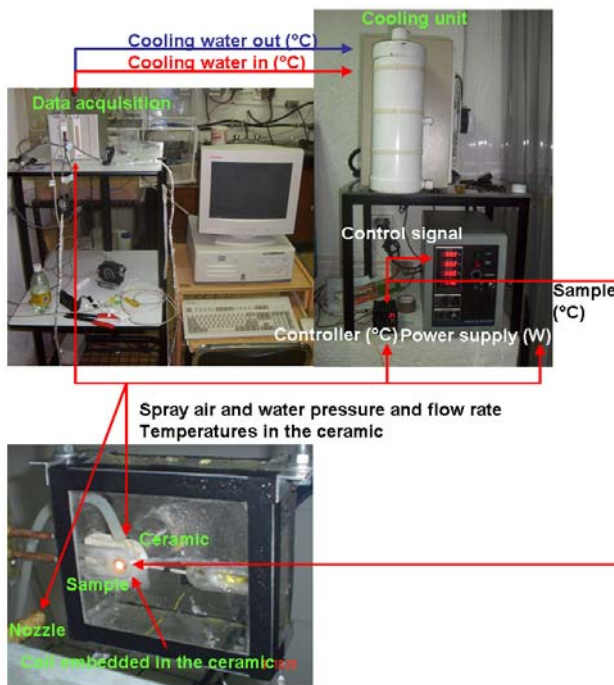 Cooling unit
Cooling water out (°C)
Cooling water in (°C)
Data acquisition
Control signal
Sample
(°C)
Controller (°C) Power supply (W)
Spray air and water pressure and flow rate
Temperatures in the ceramic
Ceramic
Sample
Nozzle
Coil embedded in the ceramic